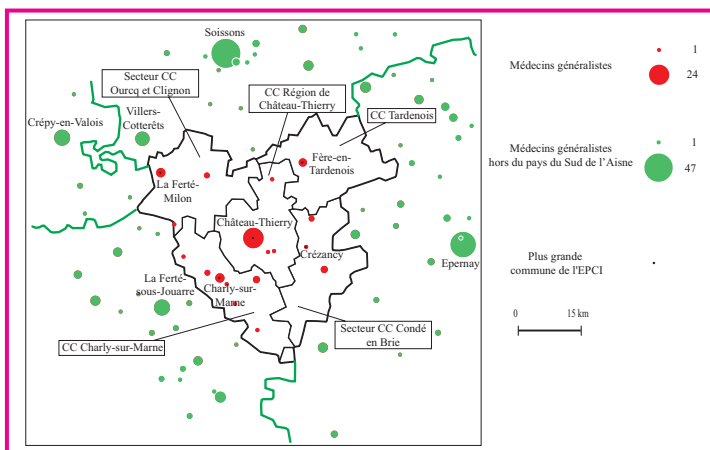 Soissons
Secteur CC
Ourcq et Clignon
CC Région de
Château-Thierry
CC Tardenois
Crépy-en-Valois
Villers-
Cotterêts
Fère-en-
Tardenois
La Ferté-
Milon
Château-Thierry
Crézancy
Epernay
La Ferté-
sous-Jouarre
Charly-sur-
Marne
CC Charly-sur-Marne
Secteur CC Condé
en Brie
Médecins généralistes
1
24
Médecins généralistes
hors du pays du Sud de l'Aisne
1
47
Plus grande
commune de l'EPCI
0
15 km